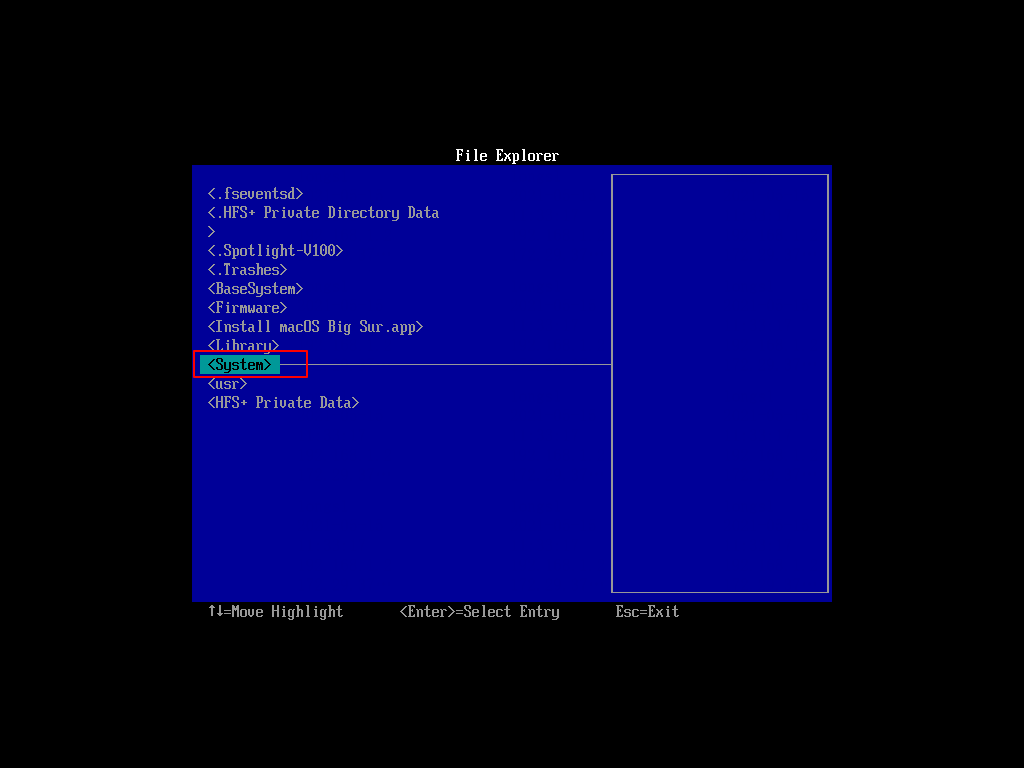 File Explorer
<.fseventsd>
<.HFS+ Private Directory Data
>
<.Spotlight-V100>
<.Trashes>
<BaseSystem>
<Firmware>
<Install macOS Big Sur.app>
<Library>
<System>
<usr>
<HFS+ Private Data>
↑↓=Move Highlight <Enter>=Select Entry Esc=Exit